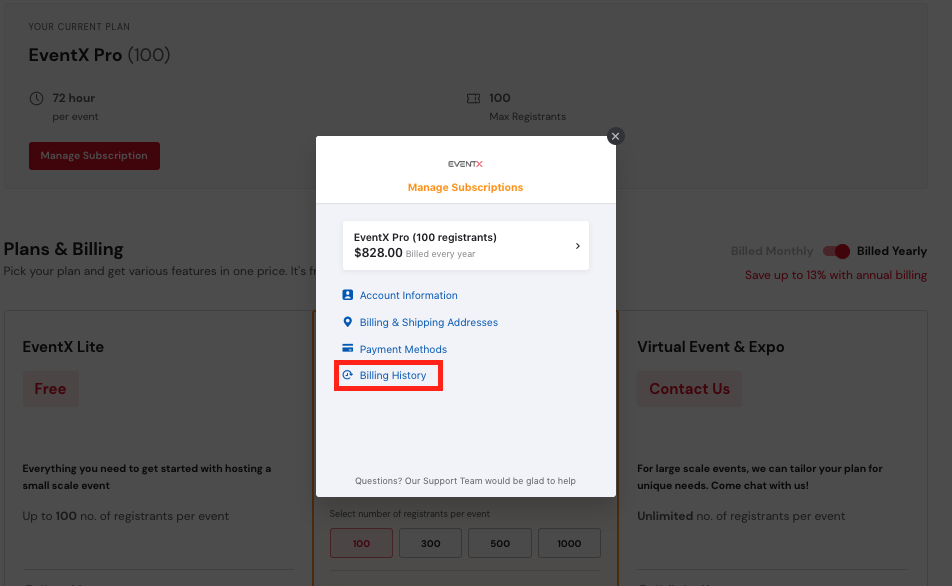 YOUR CURRENT PLAN
EventX Pro (100)
72 hour
per event
100
Max Registrants
Manage Subscription
EVENTX
Manage Subscriptions
EventX Pro (100 registrants)
$828.00 Billed every year
Account Information
Billing & Shipping Addresses
Payment Methods
Billing History
Questions? Our Support Team would be glad to help
Plans & Billing
Pick your plan and get various features in one price. It's
Billed Monthly
Billed Yearly
Save up to 13% with annual billing
EventX Lite
Free
Everything you need to get started with hosting a
small scale event
Up to 100 no. of registrants per event
Select number of registrants per event
100 300 500 1000
Virtual Event & Expo
Contact Us
For large scale events, we can tailor your plan for
unique needs. Come chat with us!
Unlimited no. of registrants per event